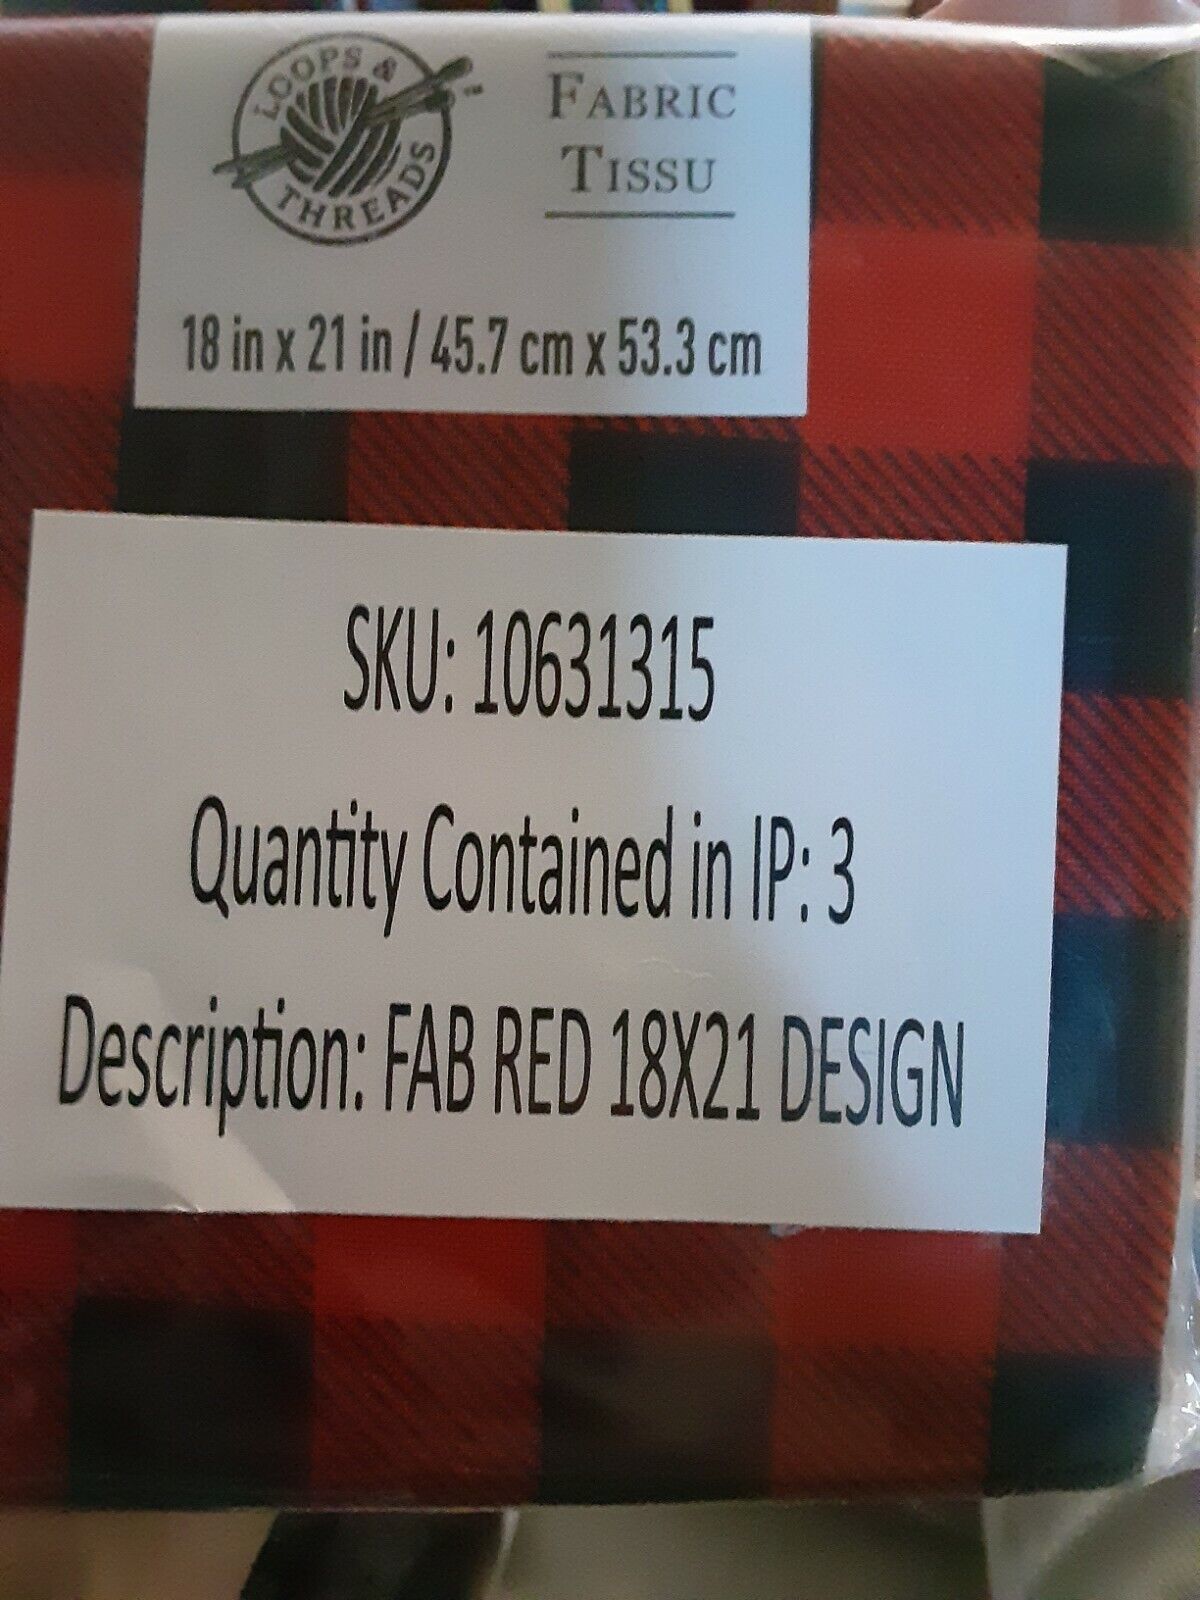 LOOPS &
THREADS
™
FABRIC
TISSU
18 in x 21 in / 45.7 cm x 53.3 cm
SKU: 10631315
Quantity Contained in IP: 3
Description: FAB RED 18X21 DESIGN